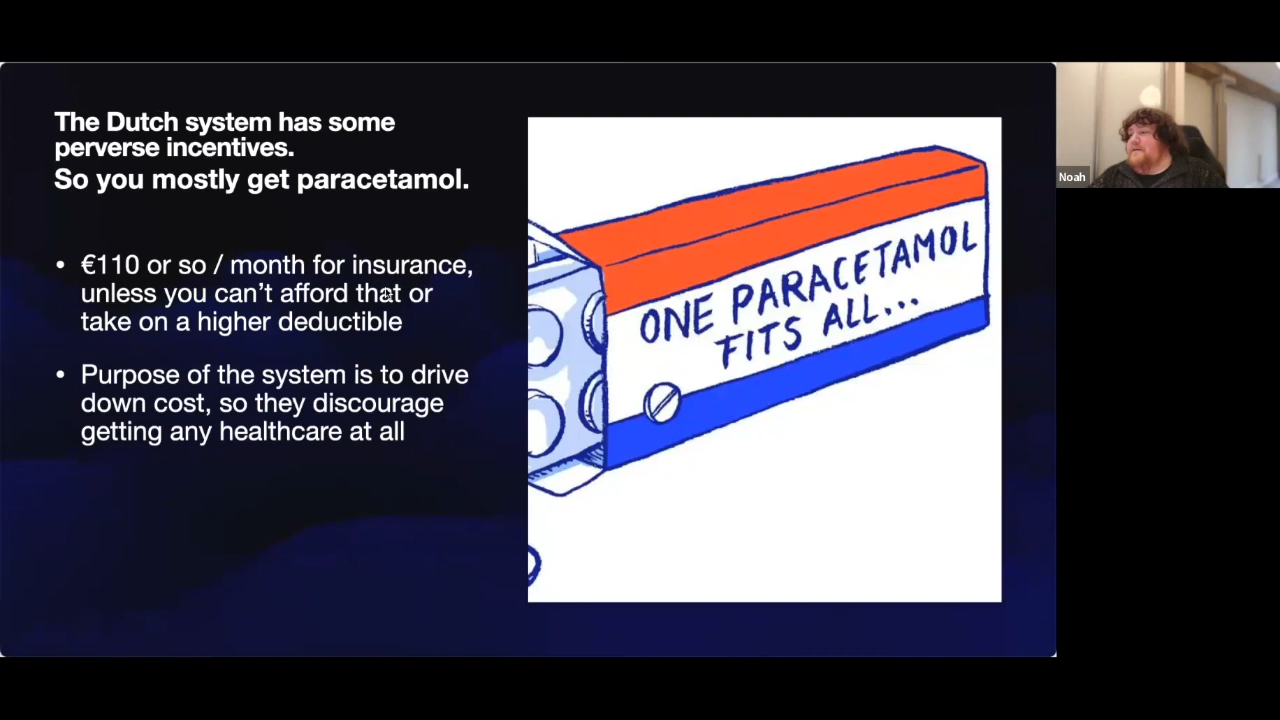 The Dutch system has some
perverse incentives.
So you mostly get paracetamol.
• €110 or so / month for insurance,
unless you can’t afford that or
take on a higher deductible
• Purpose of the system is to drive
down cost, so they discourage
getting any healthcare at all
ONE PARACETAMOL
FITS ALL...
Noah